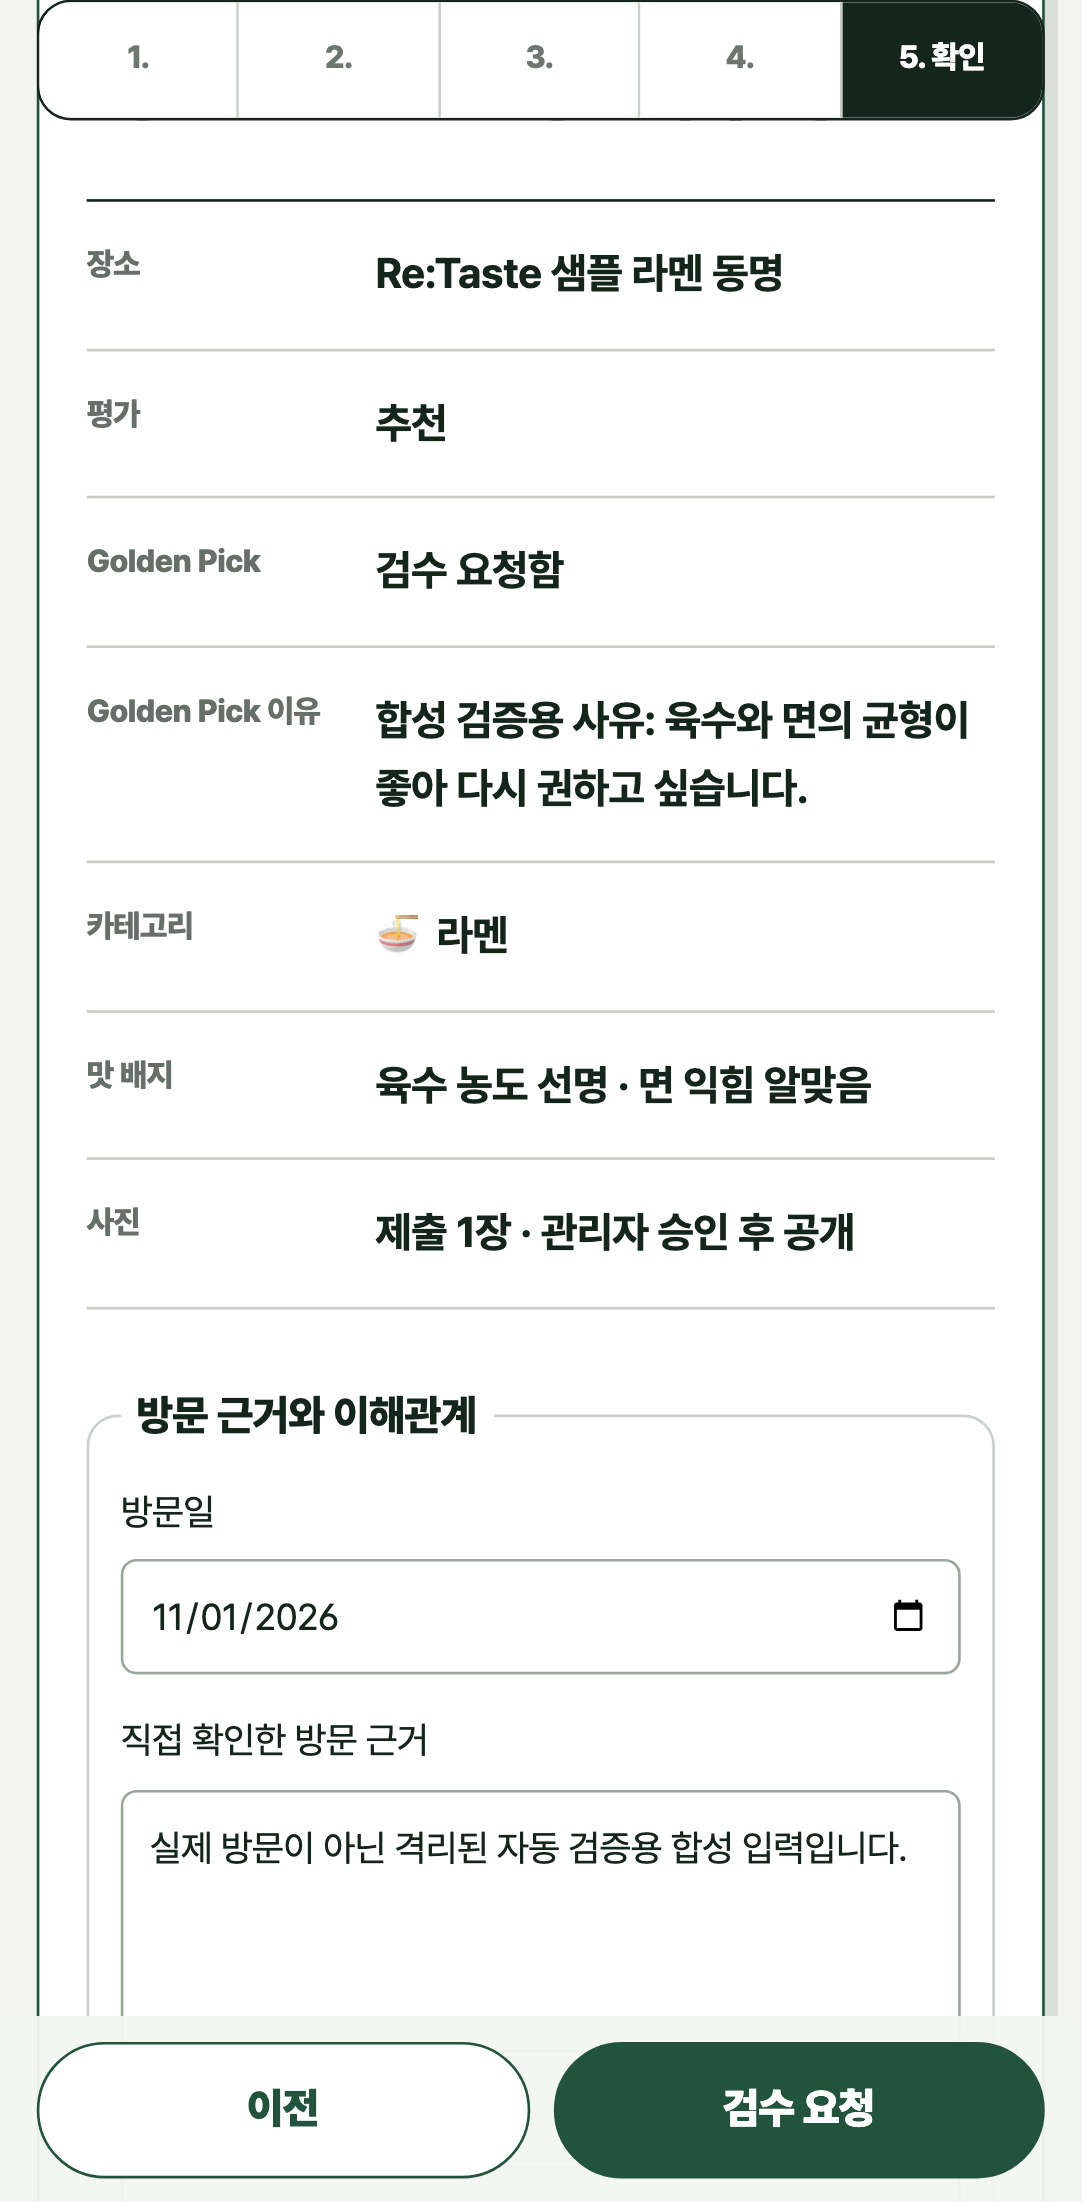 1.
2.
3.
4.
5. 확인
장소
Re:Taste 샘플 라멘 동명
평가
추천
Golden Pick
검수 요청함
Golden Pick 이유
합성 검증용 사유: 육수와 면의 균형이
좋아 다시 권하고 싶습니다.
카테고리
🍜 라멘
맛 배지
육수 농도 선명 · 면 익힘 알맞음
사진
제출 1장 · 관리자 승인 후 공개
방문 근거와 이해관계
방문일
11/01/2026
직접 확인한 방문 근거
실제 방문이 아닌 격리된 자동 검증용 합성 입력입니다.
이전
검수 요청